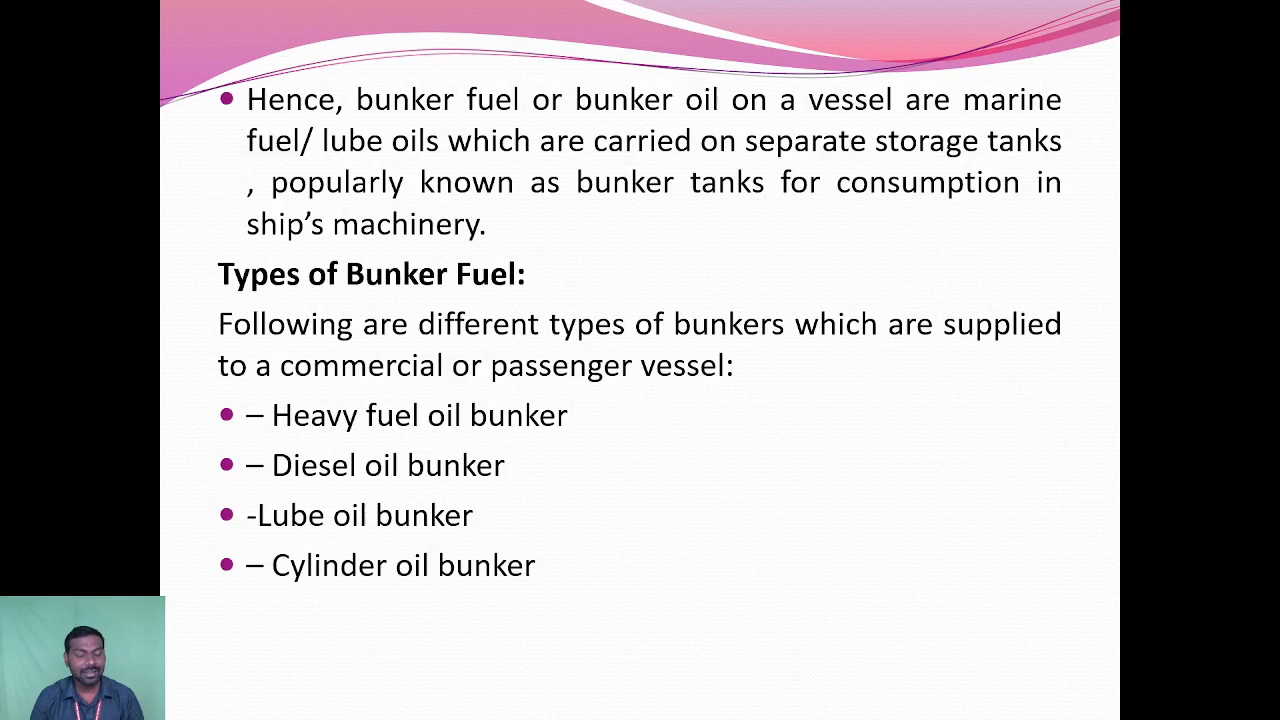 Hence, bunker fuel or bunker oil on a vessel are marine
fuel/ lube oils which are carried on separate storage tanks
, popularly known as bunker tanks for consumption in
ship’s machinery.
Types of Bunker Fuel:
Following are different types of bunkers which are supplied
to a commercial or passenger vessel:
– Heavy fuel oil bunker
– Diesel oil bunker
-Lube oil bunker
– Cylinder oil bunker